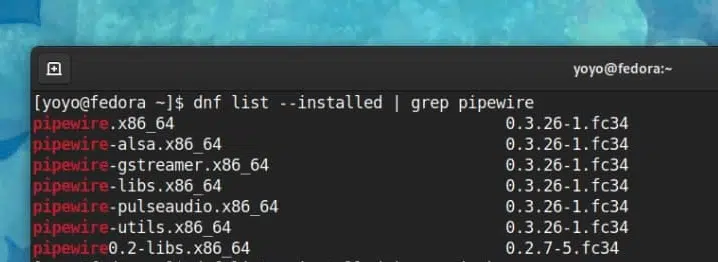 yoyo@fedora:~
[yoyo@fedora ~]$ dnf list --installed | grep pipewire
pipewire.x86_64 0.3.26-1.fc34
pipewire-alsa.x86_64 0.3.26-1.fc34
pipewire-gstreamer.x86_64 0.3.26-1.fc34
pipewire-libs.x86_64 0.3.26-1.fc34
pipewire-pulseaudio.x86_64 0.3.26-1.fc34
pipewire-utils.x86_64 0.3.26-1.fc34
pipewire0.2-libs.x86_64 0.2.7-5.fc34